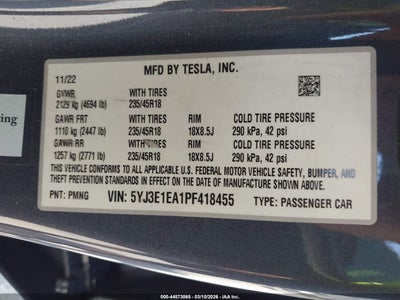 MFD BY TESLA, INC.
11/22
GVWR WITH TIRES
2129 kg (4694 lb) 235/45R18
GAWR FRT WITH TIRES RIM COLD TIRE PRESSURE
1110 kg (2447 lb) 235/45R18 18X8.5J 290 kPa, 42 psi
GAWR RR WITH TIRES RIM COLD TIRE PRESSURE
1257 kg (2771 lb) 235/45R18 18X8.5J 290 kPa, 42 psi
THIS VEHICLE CONFORMS TO ALL APPLICABLE U.S. FEDERAL MOTOR VEHICLE SAFETY, BUMPER, AND
THEFT PREVENTION STANDARDS IN EFFECT ON THE DATE OF MANUFACTURE SHOWN ABOVE.
PNT: PMNG VIN: 5YJ3E1EA1PF418455 TYPE: PASSENGER CAR
© IAA 00-44573065 - 03/10/2026 - IAAI.COM